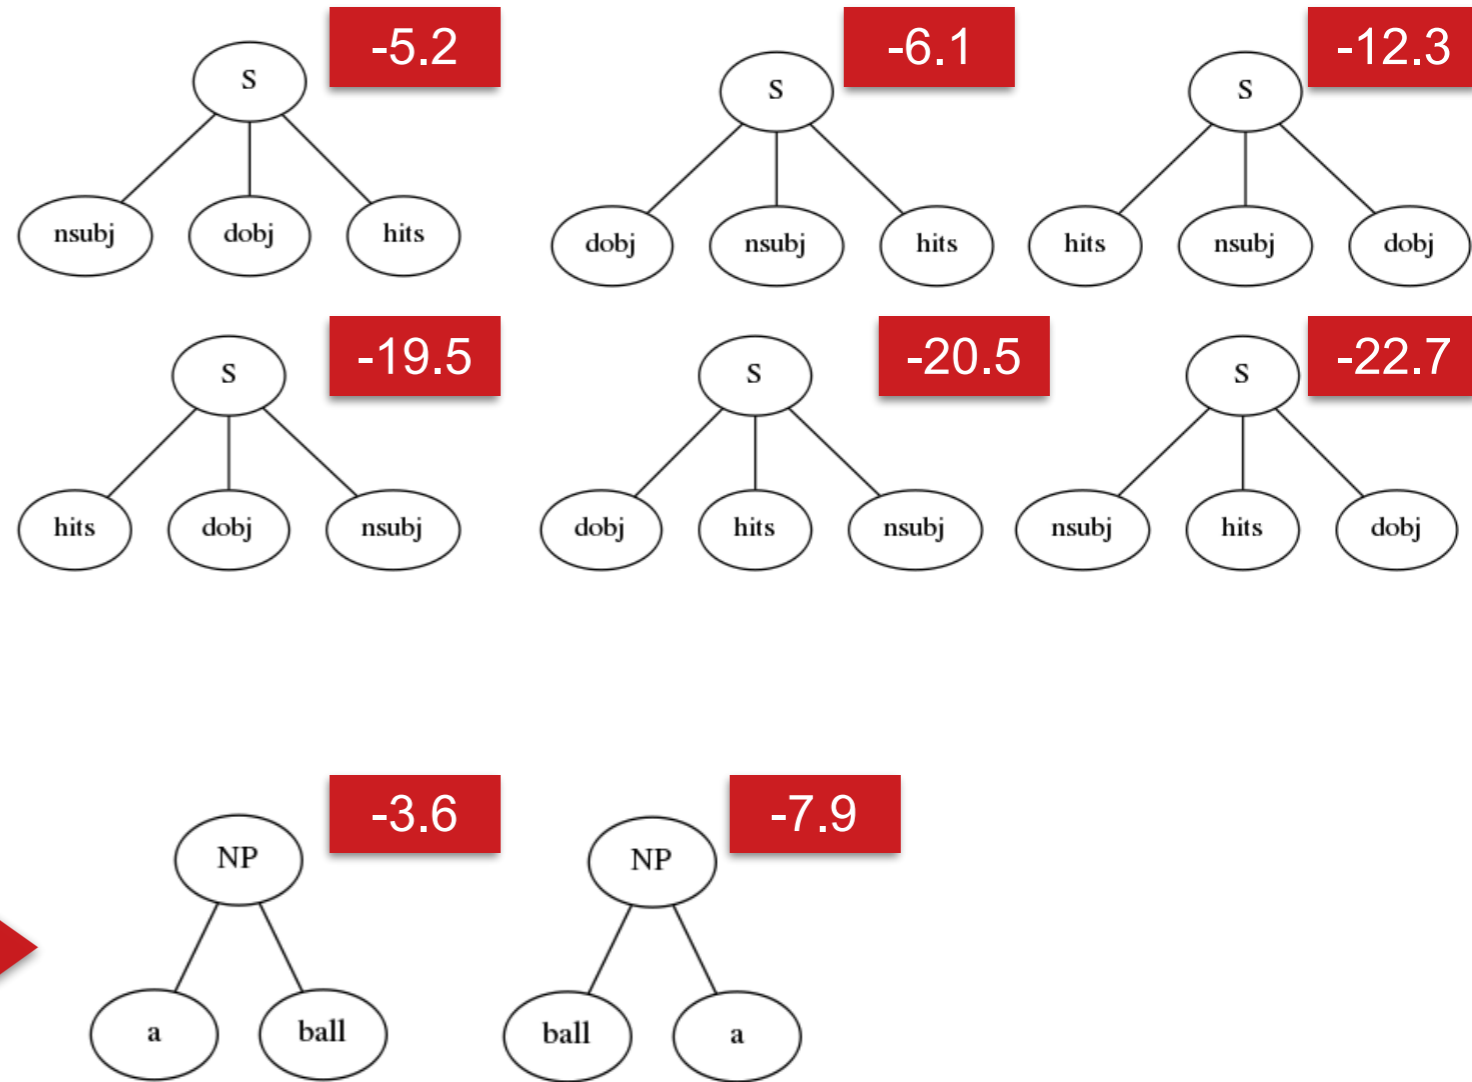 -5.2 -6.1 -12.3
S S S
nsubj dobj hits dobj nsubj hits hits nsubj dobj
-19.5 -20.5 -22.7
S S S
hits dobj nsubj dobj hits nsubj nsubj hits dobj
-3.6 -7.9
NP NP
a ball ball a